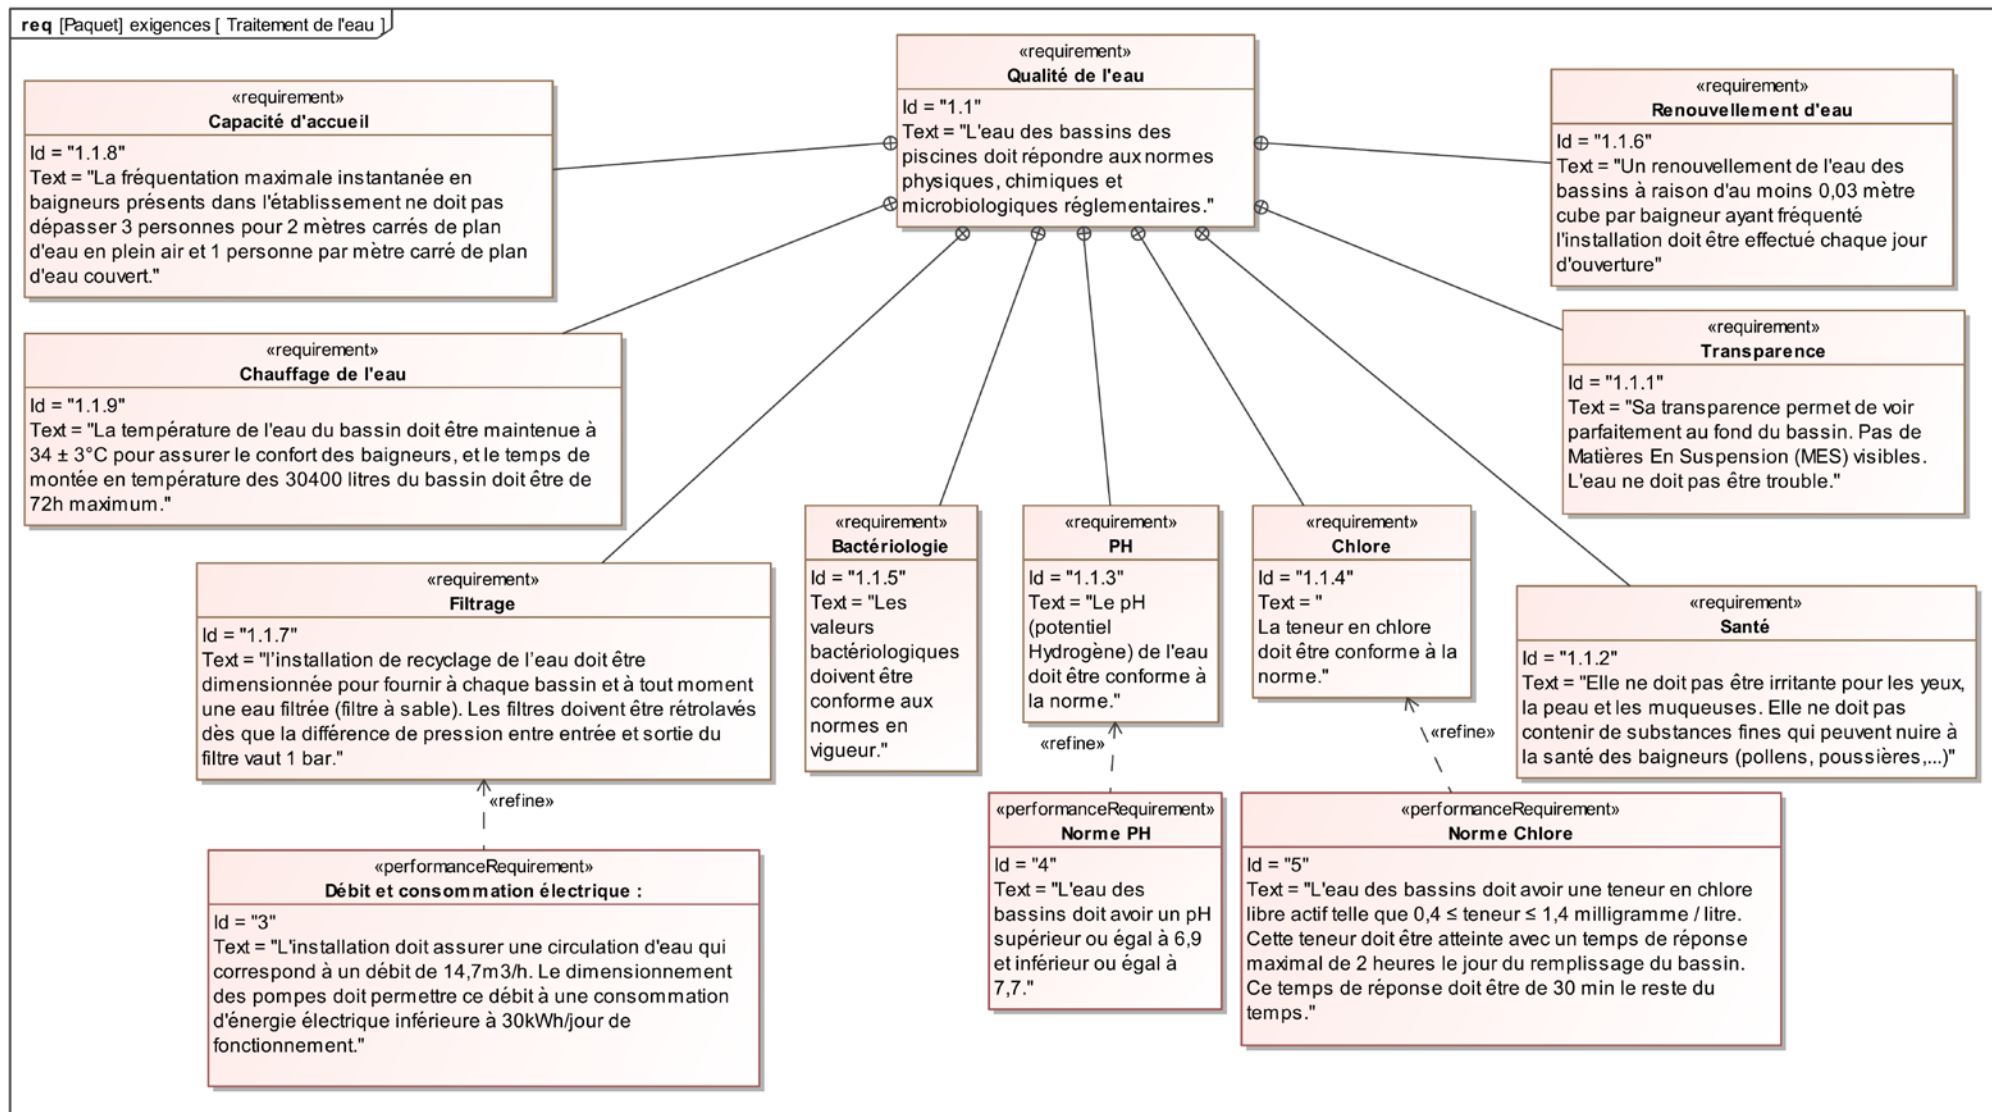 req [Paquet] exigences [ Traitement de l'eau ]
«requirement»
Qualité de l'eau
Id = "1.1"
Text = "L'eau des bassins des
piscines doit répondre aux normes
physiques, chimiques et
microbiologiques réglementaires."
«requirement»
Capacité d'accueil
Id = "1.1.8"
Text = "La fréquentation maximale instantanée en
baigneurs présents dans l'établissement ne doit pas
dépasser 3 personnes pour 2 mètres carrés de plan
d'eau en plein air et 1 personne par mètre carré de plan
d'eau couvert."
«requirement»
Renouvellement d'eau
Id = "1.1.6"
Text = "Un renouvellement de l'eau des
bassins à raison d'au moins 0,03 mètre
cube par baigneur ayant fréquenté
l'installation doit être effectué chaque jour
d'ouverture"
«requirement»
Chauffage de l'eau
Id = "1.1.9"
Text = "La température de l'eau du bassin doit être maintenue à
34 ± 3°C pour assurer le confort des baigneurs, et le temps de
montée en température des 30400 litres du bassin doit être de
72h maximum."
«requirement»
Transparence
Id = "1.1.1"
Text = "Sa transparence permet de voir
parfaitement au fond du bassin. Pas de
Matières En Suspension (MES) visibles.
L'eau ne doit pas être trouble."
«requirement»
Filtrage
Id = "1.1.7"
Text = "l'installation de recyclage de l'eau doit être
dimensionnée pour fournir à chaque bassin et à tout moment
une eau filtrée (filtre à sable). Les filtres doivent être rétrolavés
dès que la différence de pression entre entrée et sortie du
filtre vaut 1 bar."
«requirement»
Bactériologie
Id = "1.1.5"
Text = "Les
valeurs
bactériologiques
doivent être
conforme aux
normes en
vigueur."
«requirement»
PH
Id = "1.1.3"
Text = "Le pH
(potentiel
Hydrogène) de l'eau
doit être conforme à
la norme."
«requirement»
Chlore
Id = "1.1.4"
Text = "
La teneur en chlore
doit être conforme à la
norme."
«requirement»
Santé
Id = "1.1.2"
Text = "Elle ne doit pas être irritante pour les yeux,
la peau et les muqueuses. Elle ne doit pas
contenir de substances fines qui peuvent nuire à
la santé des baigneurs (pollens, poussières,...)"
«refine»
«refine»
«refine»
«performanceRequirement»
Débit et consommation électrique :
Id = "3"
Text = "L'installation doit assurer une circulation d'eau qui
correspond à un débit de 14,7m3/h. Le dimensionnement
des pompes doit permettre ce débit à une consommation
d'énergie électrique inférieure à 30kWh/jour de
fonctionnement."
«performanceRequirement»
Norme PH
Id = "4"
Text = "L'eau des
bassins doit avoir un pH
supérieur ou égal à 6,9
et inférieur ou égal à
7,7."
«performanceRequirement»
Norme Chlore
Id = "5"
Text = "L'eau des bassins doit avoir une teneur en chlore
libre actif telle que 0,4 ≤ teneur ≤ 1,4 milligramme / litre.
Cette teneur doit être atteinte avec un temps de réponse
maximal de 2 heures le jour du remplissage du bassin.
Ce temps de réponse doit être de 30 min le reste du
temps."